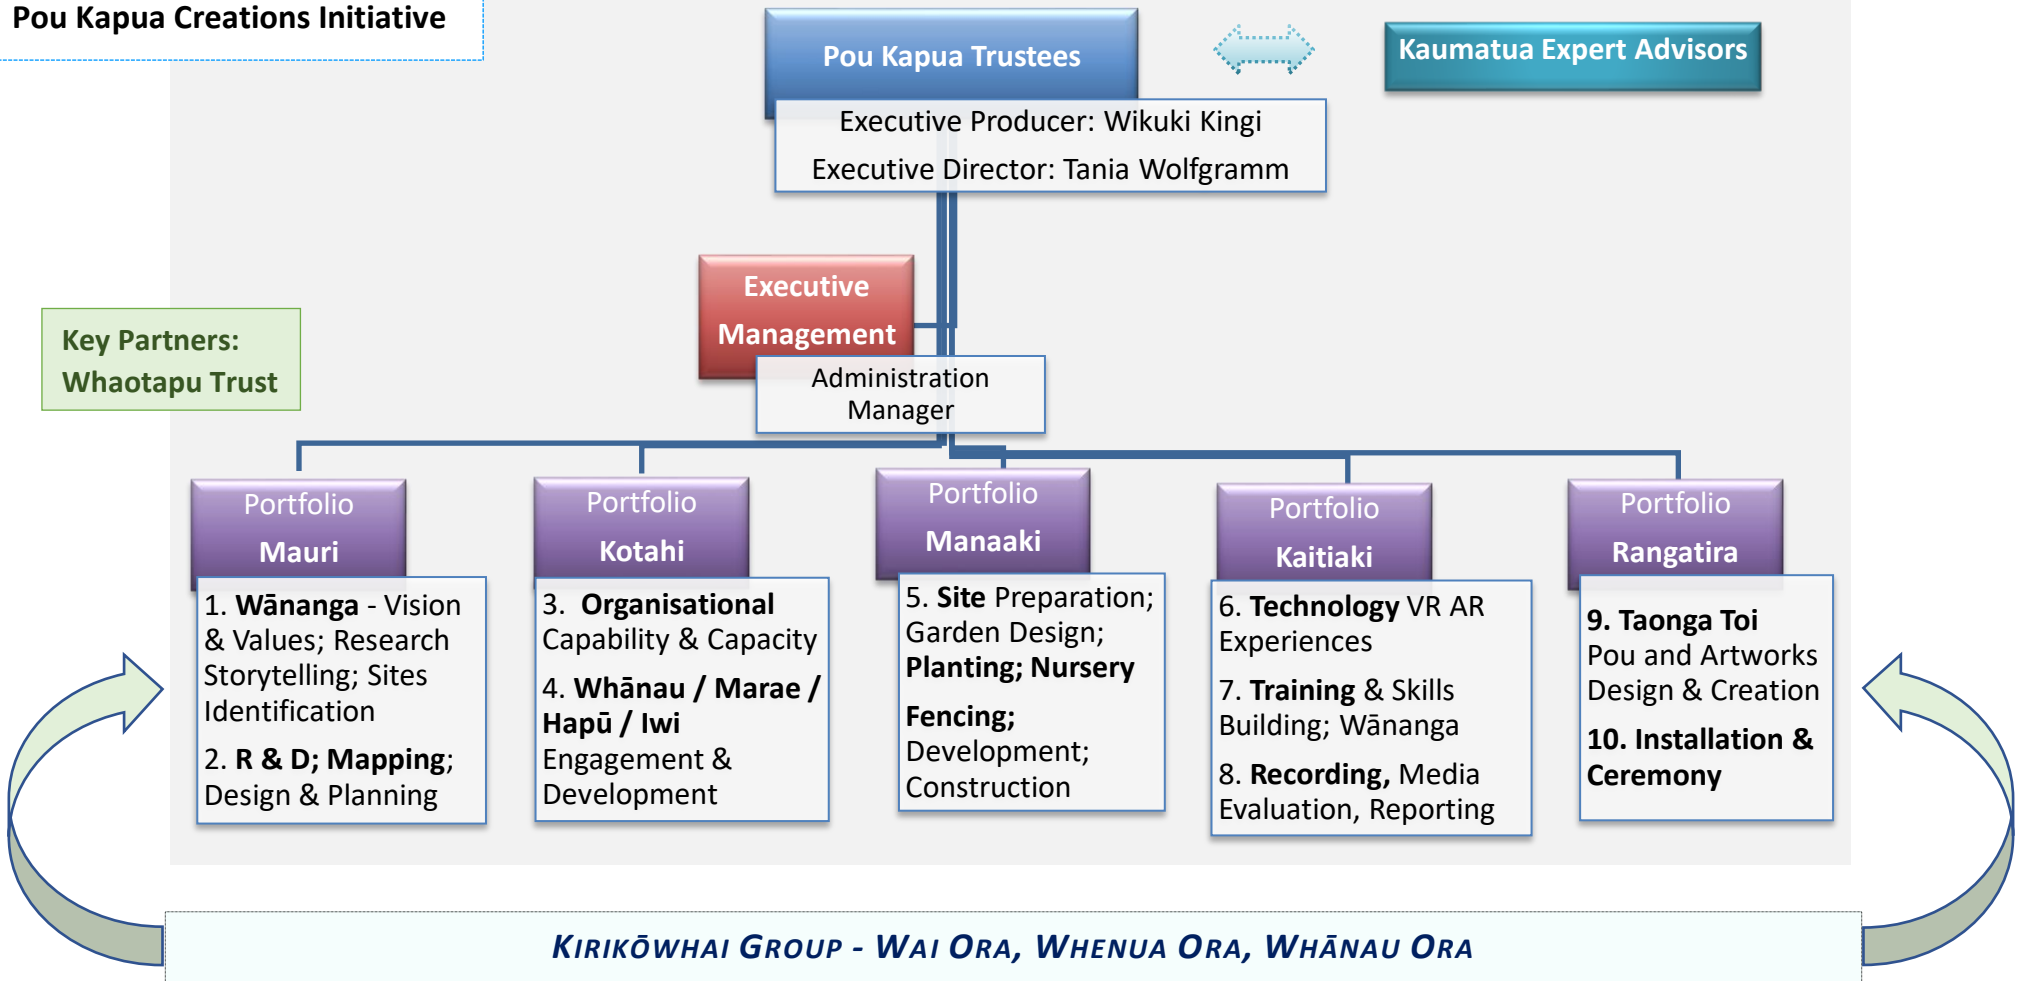 Pou Kapua Creations Initiative
Pou Kapua Trustees
Kaumatua Expert Advisors
Executive Producer: Wikuki Kingi
Executive Director: Tania Wolfgramm
Executive
Management
Administration
Manager
Key Partners:
Whaotapu Trust
Portfolio
Mauri
1. Wānanga - Vision
& Values; Research
Storytelling; Sites
Identification
2. R & D; Mapping;
Design & Planning
Portfolio
Kotahi
3. Organisational
Capability & Capacity
4. Whānau / Marae /
Hapū / Iwi
Engagement &
Development
Portfolio
Manaaki
5. Site Preparation;
Garden Design;
Planting; Nursery
Fencing;
Development;
Construction
Portfolio
Kaitiaki
6. Technology VR AR
Experiences
7. Training & Skills
Building; Wānanga
8. Recording, Media
Evaluation, Reporting
Portfolio
Rangatira
9. Taonga Toi
Pou and Artworks
Design & Creation
10. Installation &
Ceremony
KIRIKŌWHAI GROUP - WAI ORA, WHENUA ORA, WHĀNAU ORA